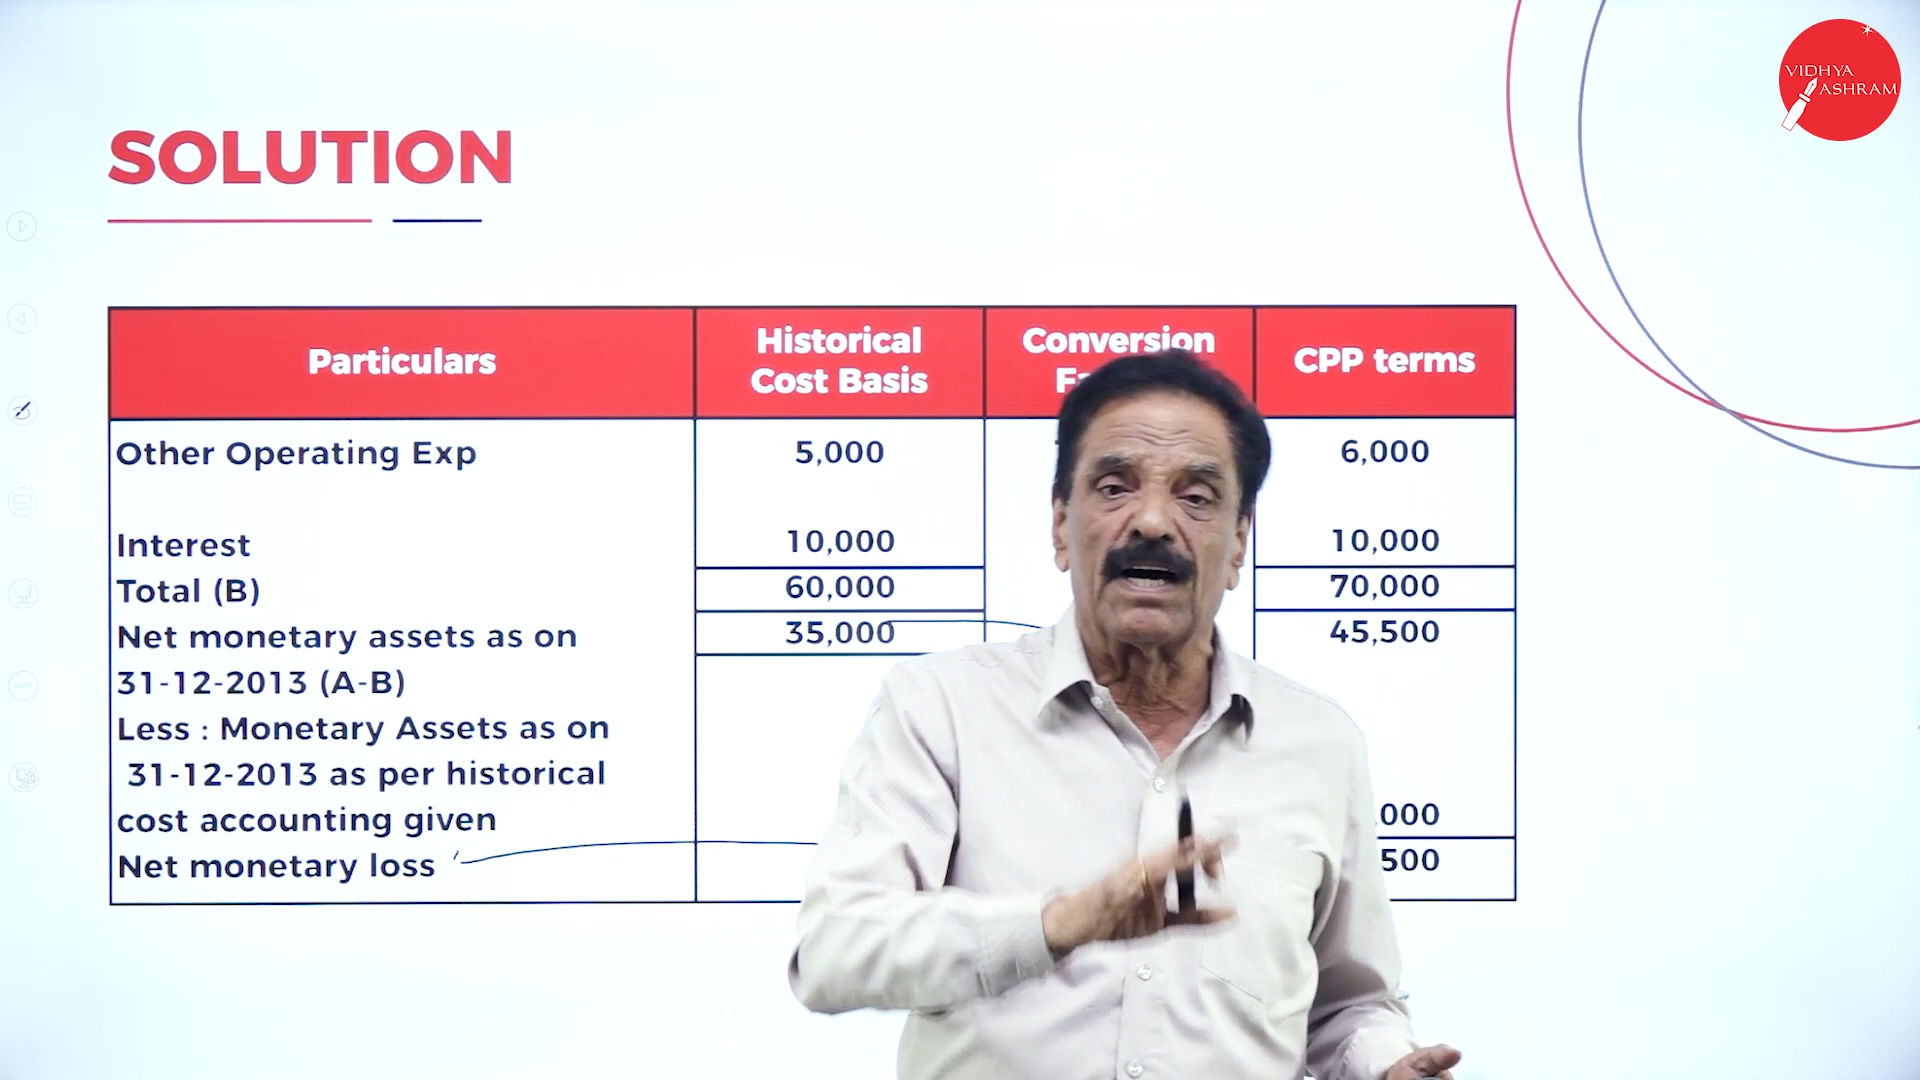 VIDHYA
ASHRAM
SOLUTION
Particulars
Historical
Cost Basis
Conversion
CPP terms
Other Operating Exp
5,000
6,000
Interest
10,000
10,000
Total (B)
60,000
70,000
Net monetary assets as on
35,000
45,500
31-12-2013 (A-B)
Less : Monetary Assets as on
31-12-2013 as per historical
cost accounting given
000
Net monetary loss
500